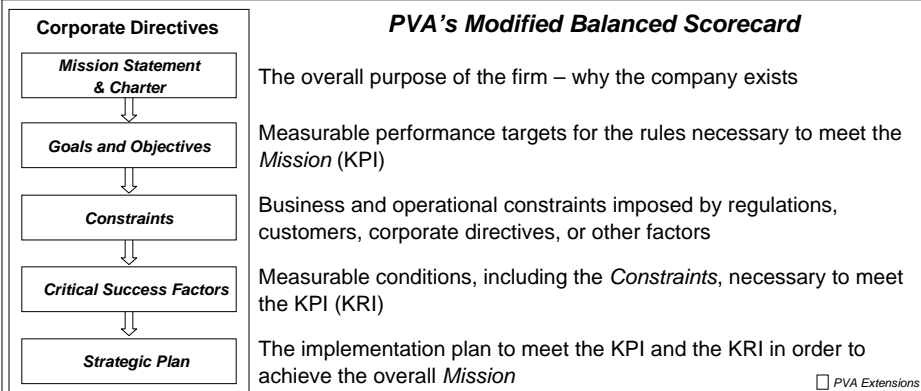 Corporate Directives
PVA's Modified Balanced Scorecard
Mission Statement
& Charter
The overall purpose of the firm – why the company exists
Goals and Objectives
Measurable performance targets for the rules necessary to meet the
Mission (KPI)
Constraints
Business and operational constraints imposed by regulations,
customers, corporate directives, or other factors
Critical Success Factors
Measurable conditions, including the Constraints, necessary to meet
the KPI (KRI)
Strategic Plan
The implementation plan to meet the KPI and the KRI in order to
achieve the overall Mission
PVA Extensions